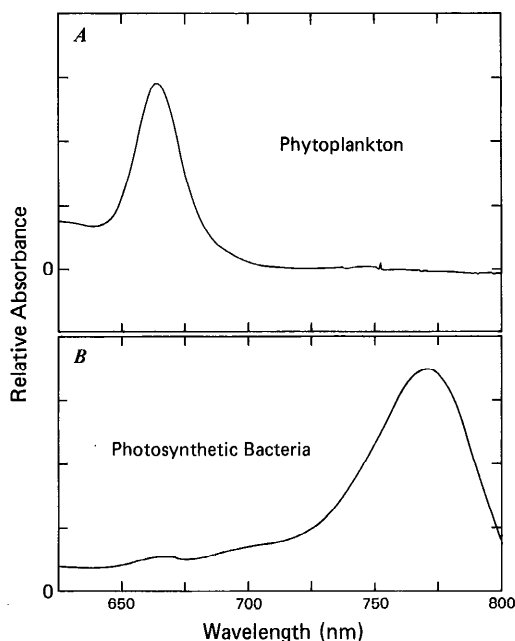 A
Phytoplankton
0
Relative Absorbance
B
Photosynthetic Bacteria
0
650 700 750 800
Wavelength (nm)